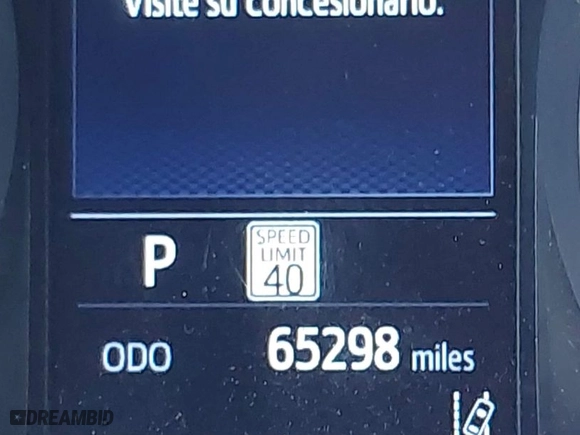 Visite su concesionario.
P
SPEED
LIMIT
40
ODO 65298 miles
DREAMBID